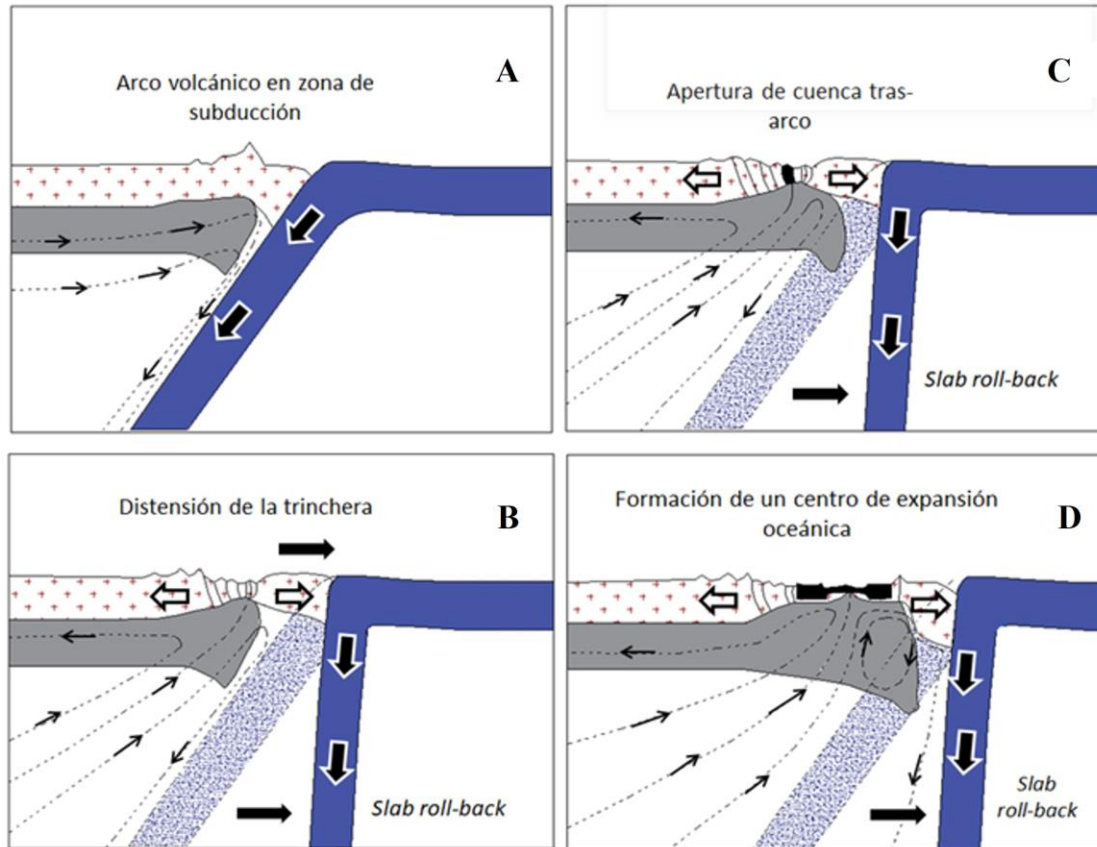 A
Arco volcánico en zona de
subducción
B
Distensión de la trinchera
Slab roll-back
C
Apertura de cuenca tras-
arco
Slab roll-back
D
Formación de un centro de expansión
oceánica
Slab
roll-back